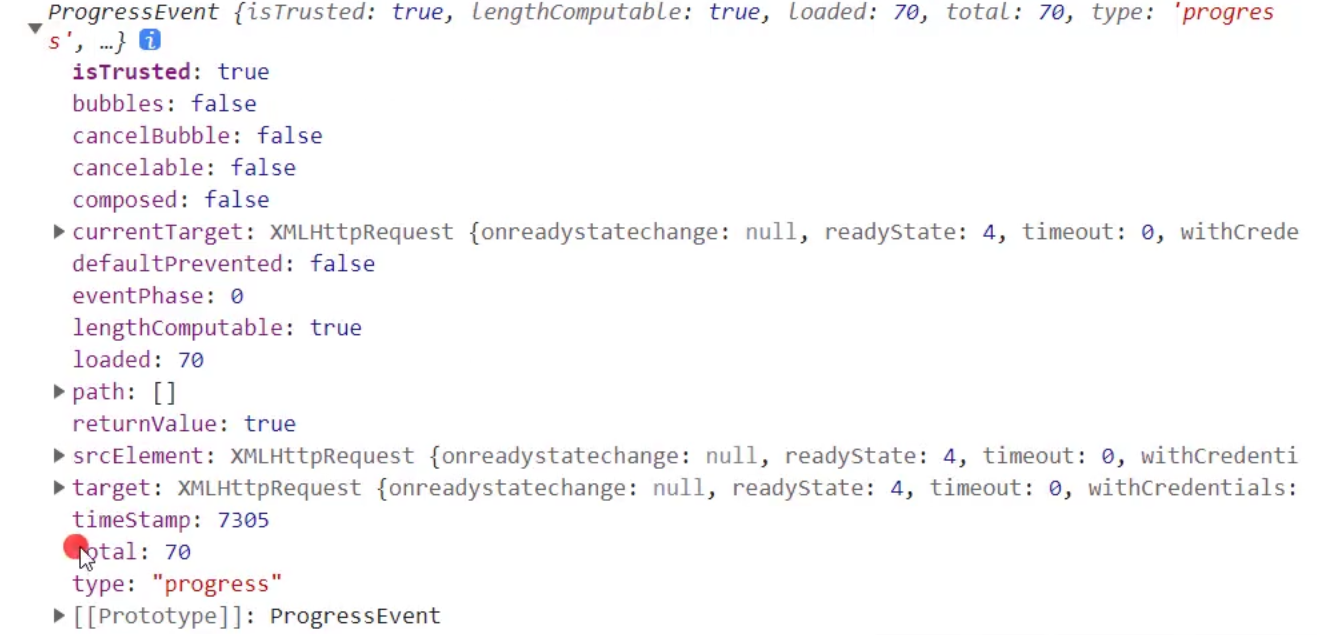 ProgressEvent {isTrusted: true, lengthComputable: true, loaded: 70, total: 70, type: 'progres
s', …} i
isTrusted: true
bubbles: false
cancelBubble: false
cancelable: false
composed: false
currentTarget: XMLHttpRequest {onreadystatechange: null, readyState: 4, timeout: 0, withCrede
defaultPrevented: false
eventPhase: 0
lengthComputable: true
loaded: 70
path: []
returnValue: true
srcElement: XMLHttpRequest {onreadystatechange: null, readyState: 4, timeout: 0, withCredenti
target: XMLHttpRequest {onreadystatechange: null, readyState: 4, timeout: 0, withCredentials:
timeStamp: 7305
total: 70
type: "progress"
[[Prototype]]: ProgressEvent